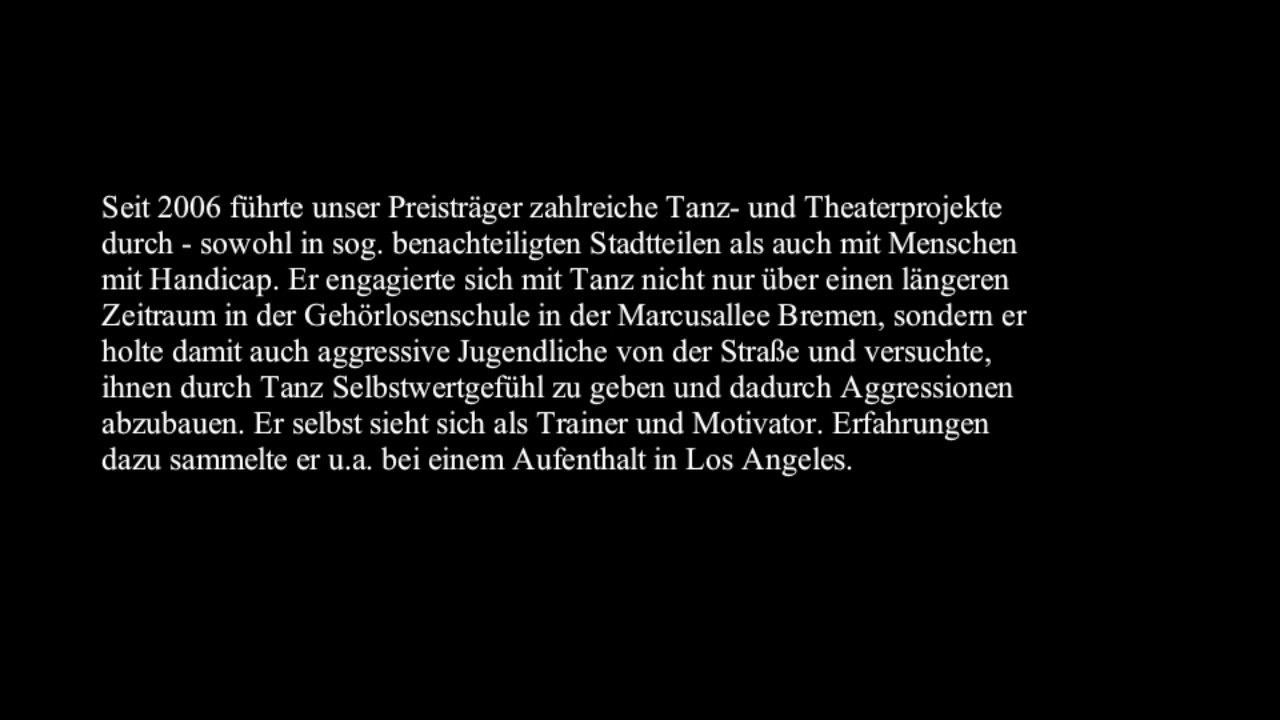 Seit 2006 führte unser Preisträger zahlreiche Tanz- und Theaterprojekte
durch - sowohl in sog. benachteiligten Stadtteilen als auch mit Menschen
mit Handicap. Er engagierte sich mit Tanz nicht nur über einen längeren
Zeitraum in der Gehörlosenschule in der Marcusallee Bremen, sondern er
holte damit auch aggressive Jugendliche von der Straße und versuchte,
ihnen durch Tanz Selbstwertgefühl zu geben und dadurch Aggressionen
abzubauen. Er selbst sieht sich als Trainer und Motivator. Erfahrungen
dazu sammelte er u.a. bei einem Aufenthalt in Los Angeles.